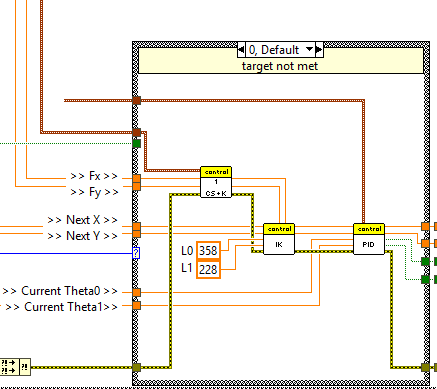 0, Default
target not met
control
1
CS+K
>> Fx >>
>> Fy >>
>> Next X >>
>> Next Y >>
control
IK
control
PID
L0 358
L1 228
?
>> Current Theta0 >>
>> Current Theta1>>
?!→ ?!→ ?!